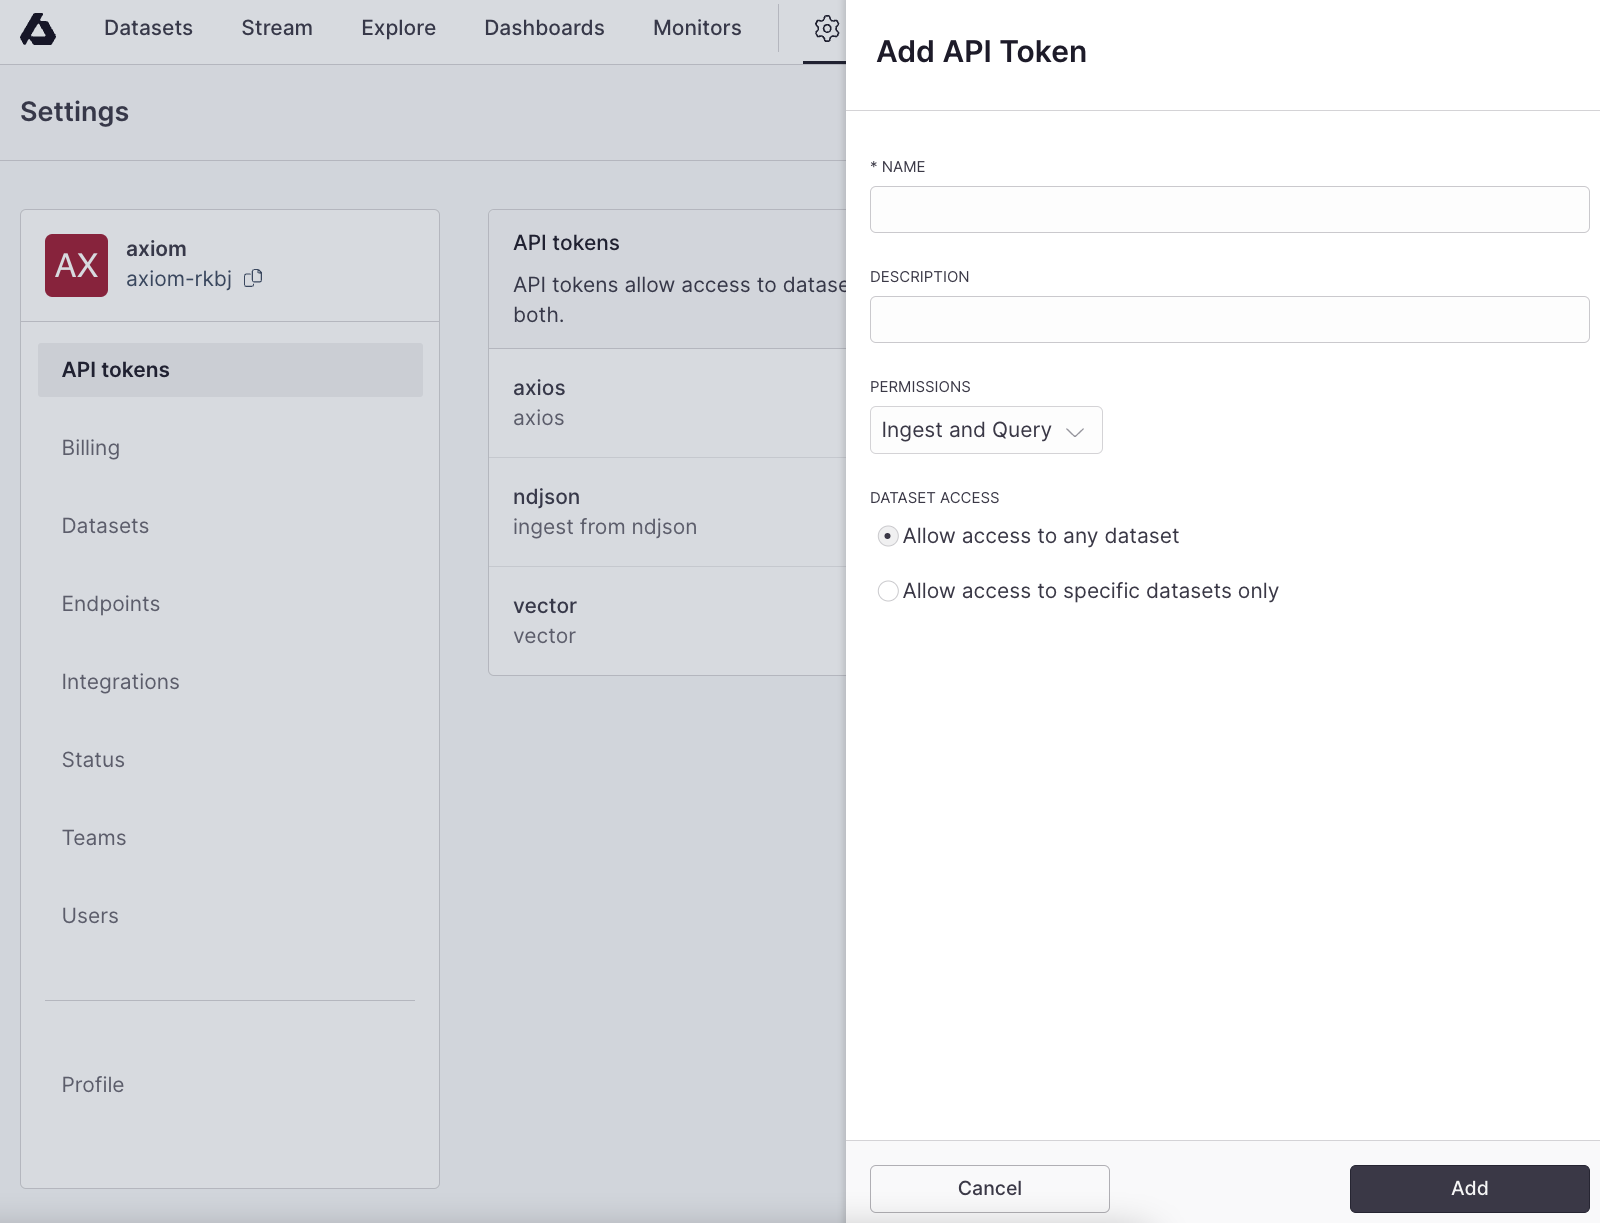 Datasets Stream Explore Dashboards Monitors
Settings
AX
axiom
axiom-rkbj
API tokens
Billing
Datasets
Endpoints
Integrations
Status
Teams
Users
Profile
API tokens
API tokens allow access to datase
both.
axios
axios
ndjson
ingest from ndjson
vector
vector
Add API Token
* NAME
DESCRIPTION
PERMISSIONS
Ingest and Query
DATASET ACCESS
Allow access to any dataset
Allow access to specific datasets only
Cancel Add